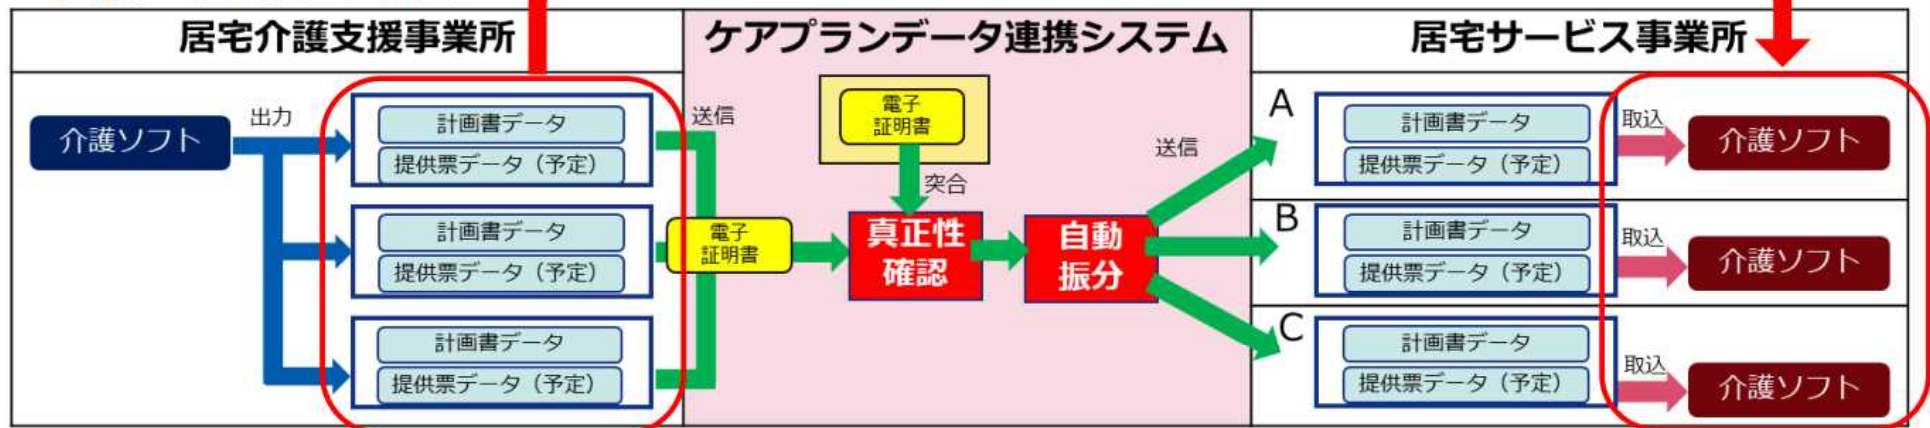 居宅介護支援事業所
ケアプランデータ連携システム
居宅サービス事業所
介護ソフト
出力
計画書データ
提供票データ（予定）
計画書データ
提供票データ（予定）
計画書データ
提供票データ（予定）
送信
電子
証明書
電子
証明書
突合
真正性
確認
自動
振分
送信
A
計画書データ
提供票データ（予定）
取込
介護ソフト
B
計画書データ
提供票データ（予定）
取込
介護ソフト
C
計画書データ
提供票データ（予定）
取込
介護ソフト